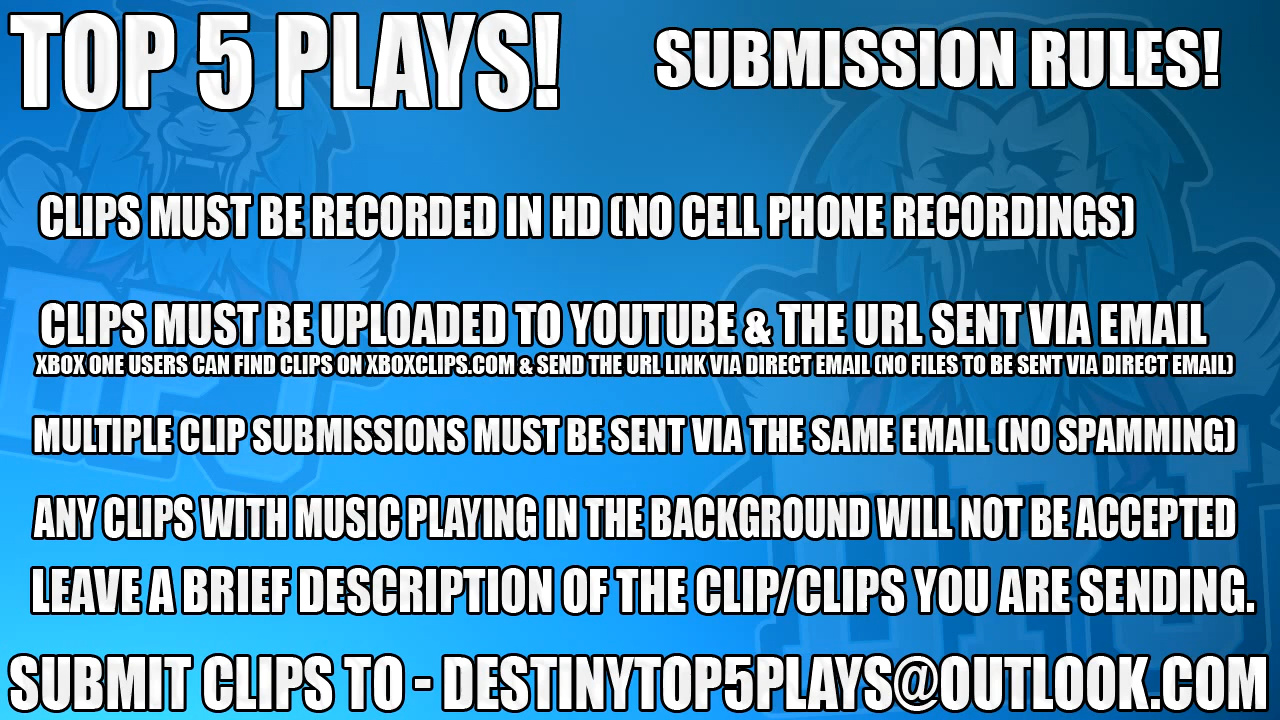 TOP 5 PLAYS!
SUBMISSION RULES!
CLIPS MUST BE RECORDED IN HD (NO CELL PHONE RECORDINGS)
CLIPS MUST BE UPLOADED TO YOUTUBE & THE URL SENT VIA EMAIL
XBOX ONE USERS CAN FIND CLIPS ON XBOXCLIPS.COM & SEND THE URL LINK VIA DIRECT EMAIL (NO FILES TO BE SENT VIA DIRECT EMAIL)
MULTIPLE CLIP SUBMISSIONS MUST BE SENT VIA THE SAME EMAIL (NO SPAMMING)
ANY CLIPS WITH MUSIC PLAYING IN THE BACKGROUND WILL NOT BE ACCEPTED
LEAVE A BRIEF DESCRIPTION OF THE CLIP/CLIPS YOU ARE SENDING.
SUBMIT CLIPS TO - DESTINYTOP5PLAYS@OUTLOOK.COM